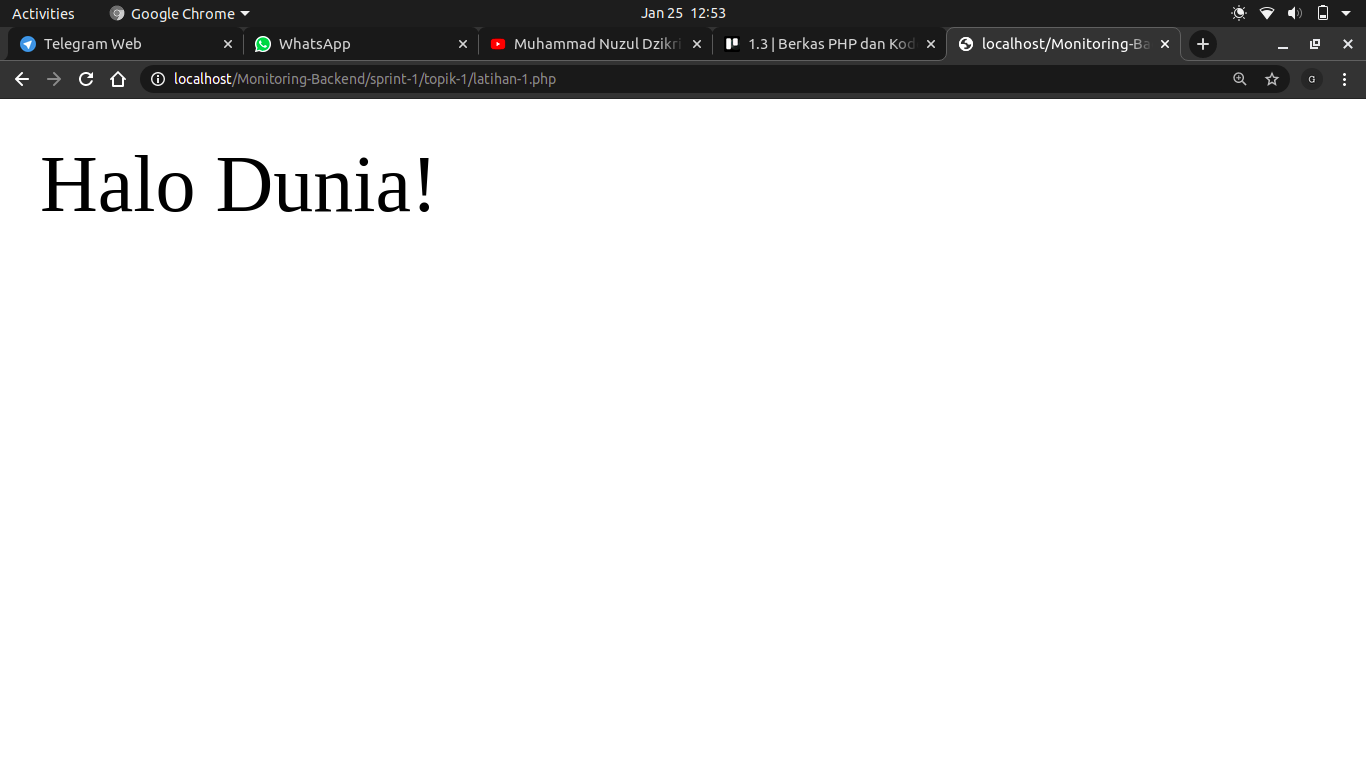 Activities Google Chrome Jan 25 12:53
Telegram Web WhatsApp Muhammad Nuzul Dzikri 1.3 | Berkas PHP dan Kod localhost/Monitoring-Ba
localhost/Monitoring-Backend/sprint-1/topik-1/latihan-1.php G
Halo Dunia!